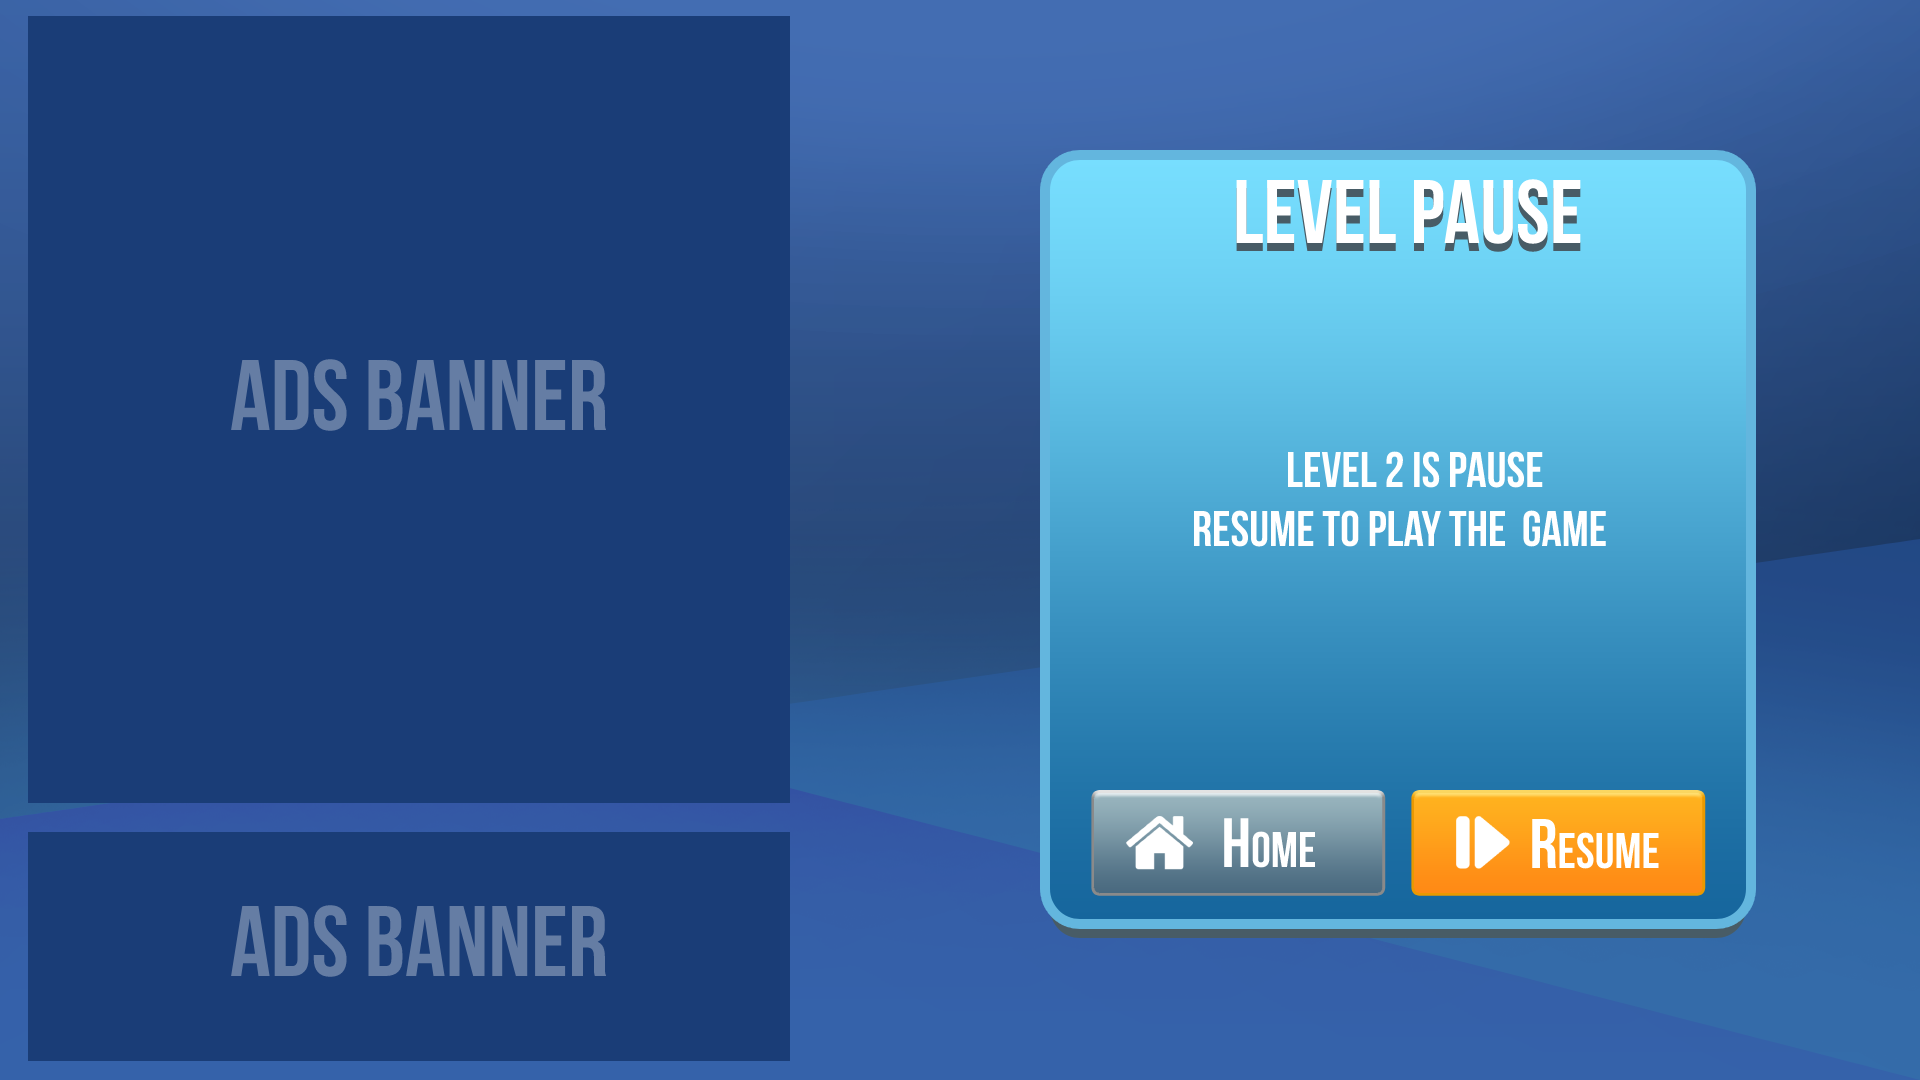 ADS BANNER
ADS BANNER
LEVEL PAUSE
LEVEL 2 IS PAUSE
RESUME TO PLAY THE  GAME
Home
Resume